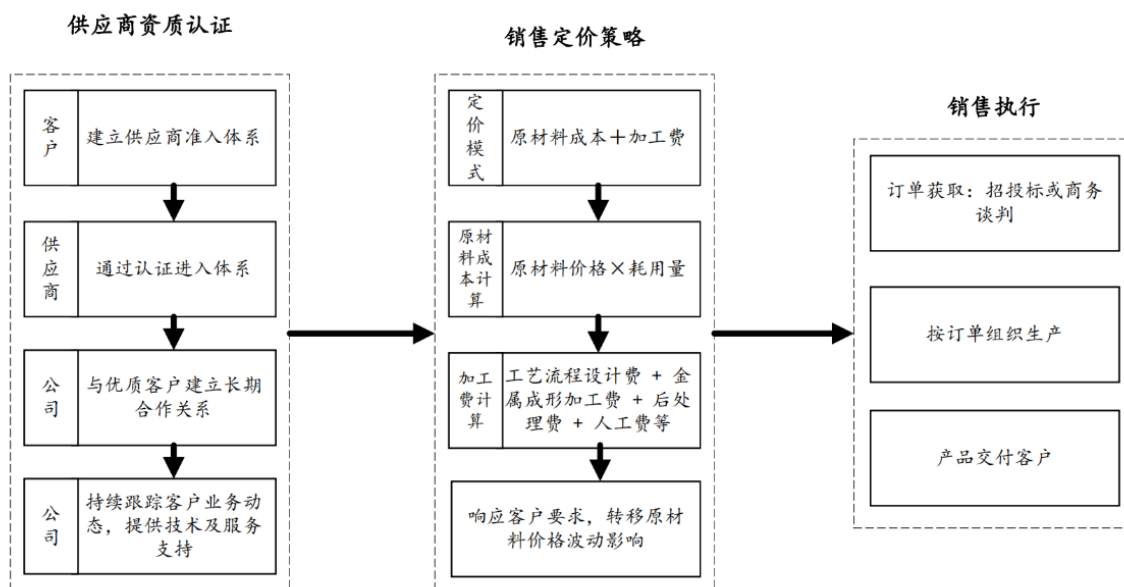 供应商资质认证
客户
建立供应商准入体系
供应商
通过认证进入体系
公司
与优质客户建立长期
合作关系
公司
持续跟踪客户业务动
态，提供技术及服务
支持
销售定价策略
定价模式
原材料成本＋加工费
原材
料成
本计
算
原材料价格×耗用量
加工
费计
算
工艺流程设计费 + 金
属成形加工费 + 后处
理费 + 人工费等
响应客户要求，转移原材
料价格波动影响
销售执行
订单获取：招投标或商务
谈判
按订单组织生产
产品交付客户